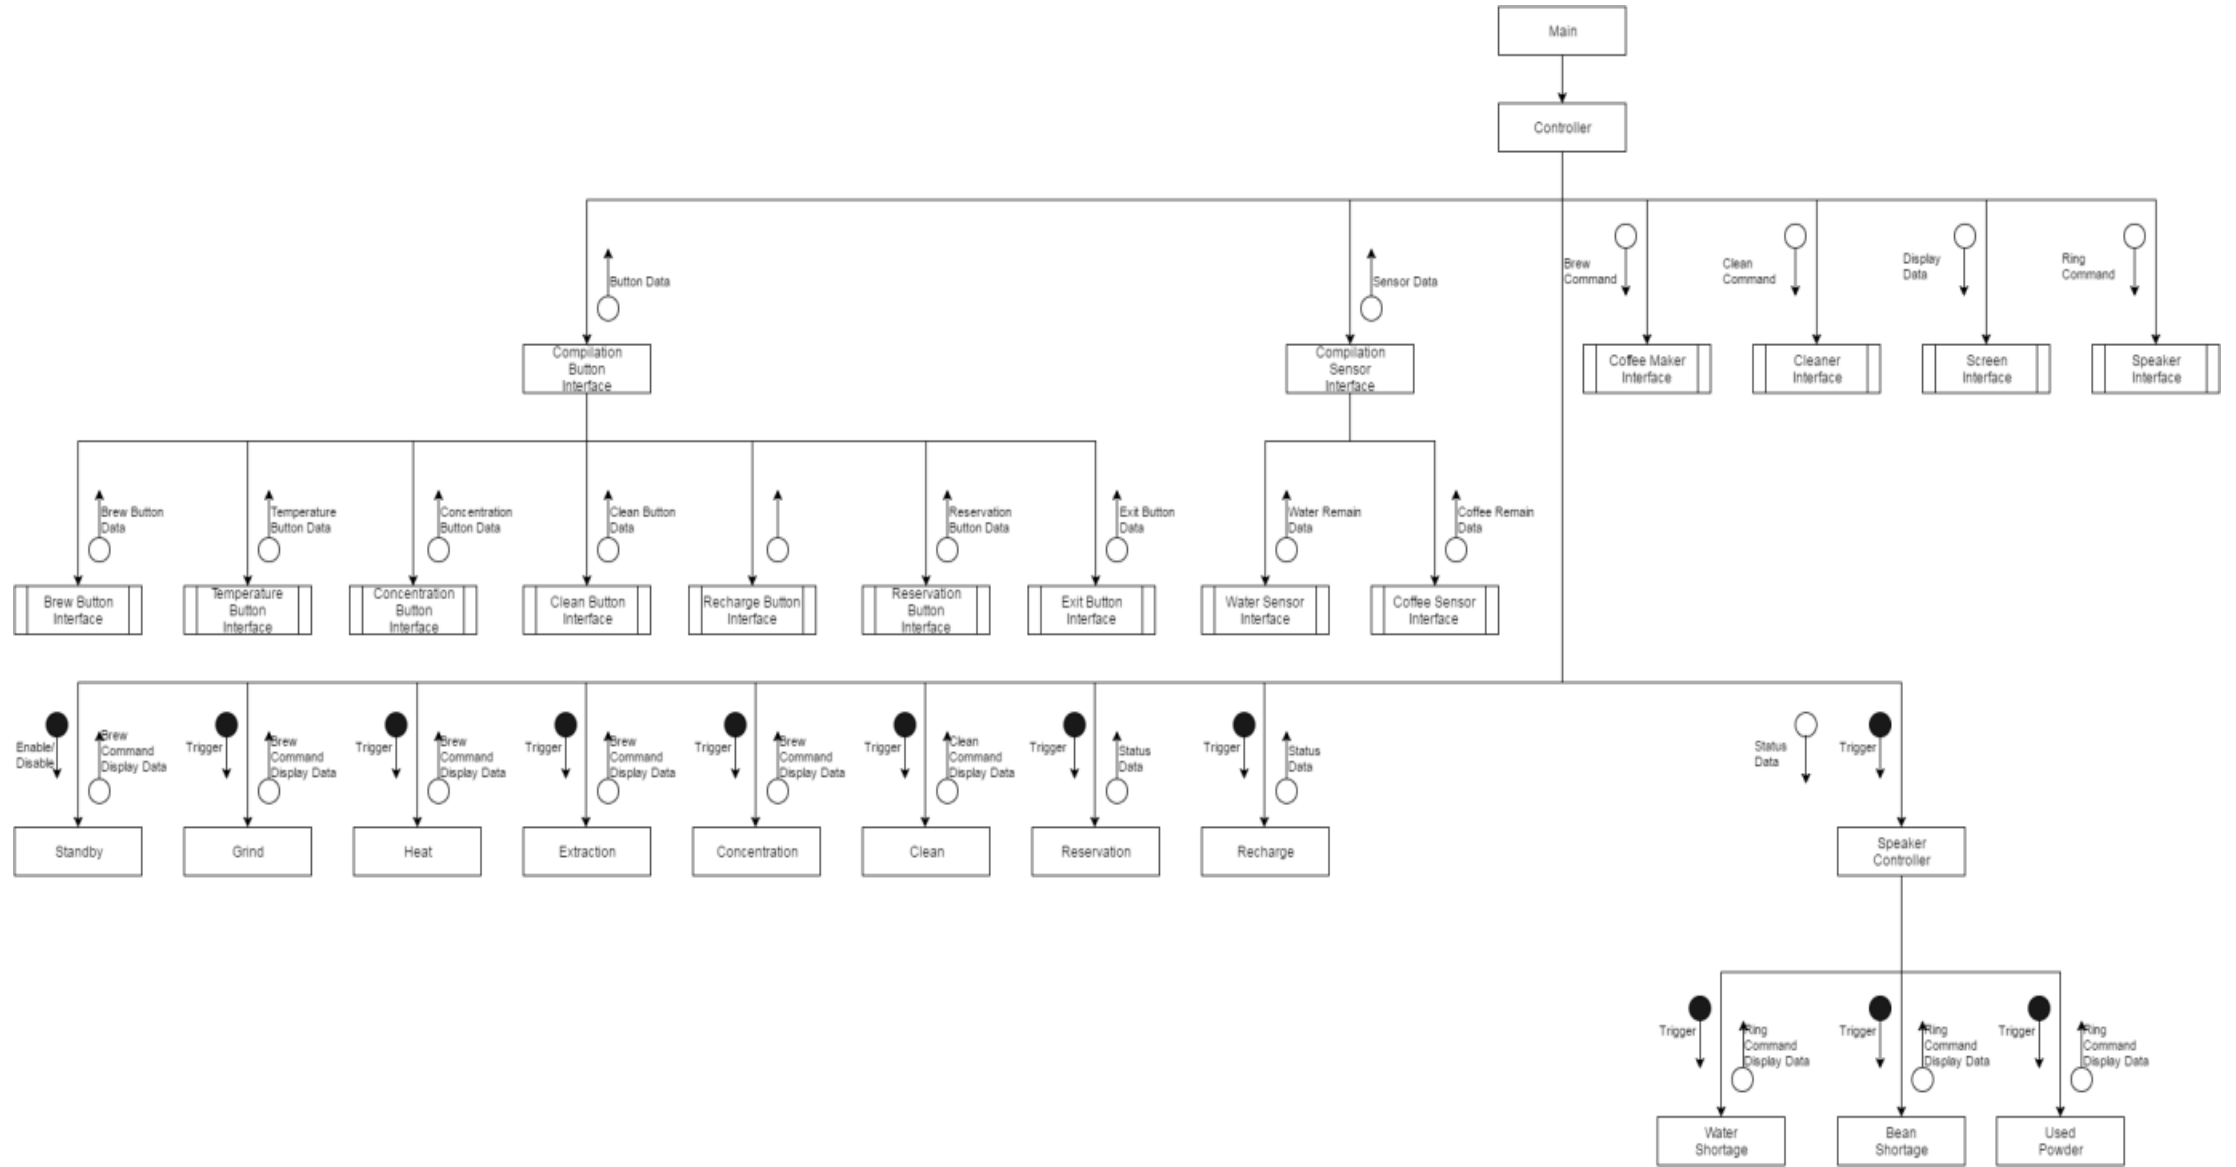 Main
Controller
Button Data
Sensor Data
Brew
Command
Clean
Command
Display
Data
Ring
Command
Compilation
Button
Interface
Compilation
Sensor
Interface
Coffee Maker
Interface
Cleaner
Interface
Screen
Interface
Speaker
Interface
Brew Button
Data
Temperature
Button Data
Concentration
Button Data
Clean Button
Data
Reservation
Button Data
Exit Button
Data
Water Remain
Data
Coffee Remain
Data
Brew Button
Interface
Temperature
Button
Interface
Concentration
Button
Interface
Clean Button
Interface
Recharge Button
Interface
Reservation
Button
Interface
Exit Button
Interface
Water Sensor
Interface
Coffee Sensor
Interface
Enable/
Disable
Brew
Command
Display Data
Trigger
Brew
Command
Display Data
Trigger
Brew
Command
Display Data
Trigger
Brew
Command
Display Data
Trigger
Brew
Command
Display Data
Trigger
Clean
Command
Display Data
Trigger
Status
Data
Trigger
Status
Data
Status
Data
Trigger
Standby
Grind
Heat
Extraction
Concentration
Clean
Reservation
Recharge
Speaker
Controller
Trigger
Ring
Command
Display Data
Trigger
Ring
Command
Display Data
Trigger
Ring
Command
Display Data
Water
Shortage
Bean
Shortage
Used
Powder